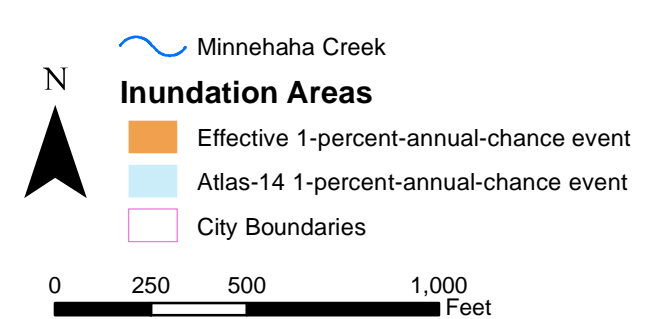 Minnehaha Creek
N
Inundation Areas
Effective 1-percent-annual-chance event
Atlas-14 1-percent-annual-chance event
City Boundaries
0 250 500 1,000
Feet